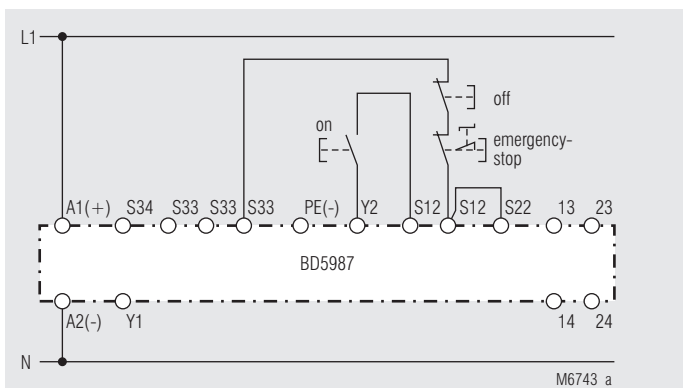 L1
off
on
emergency-
stop
A1(+) S34 S33 S33 S33 PE(-) Y2 S12 S12 S22 13 23
BD5987
A2(-) Y1 14 24
N
M6743_a